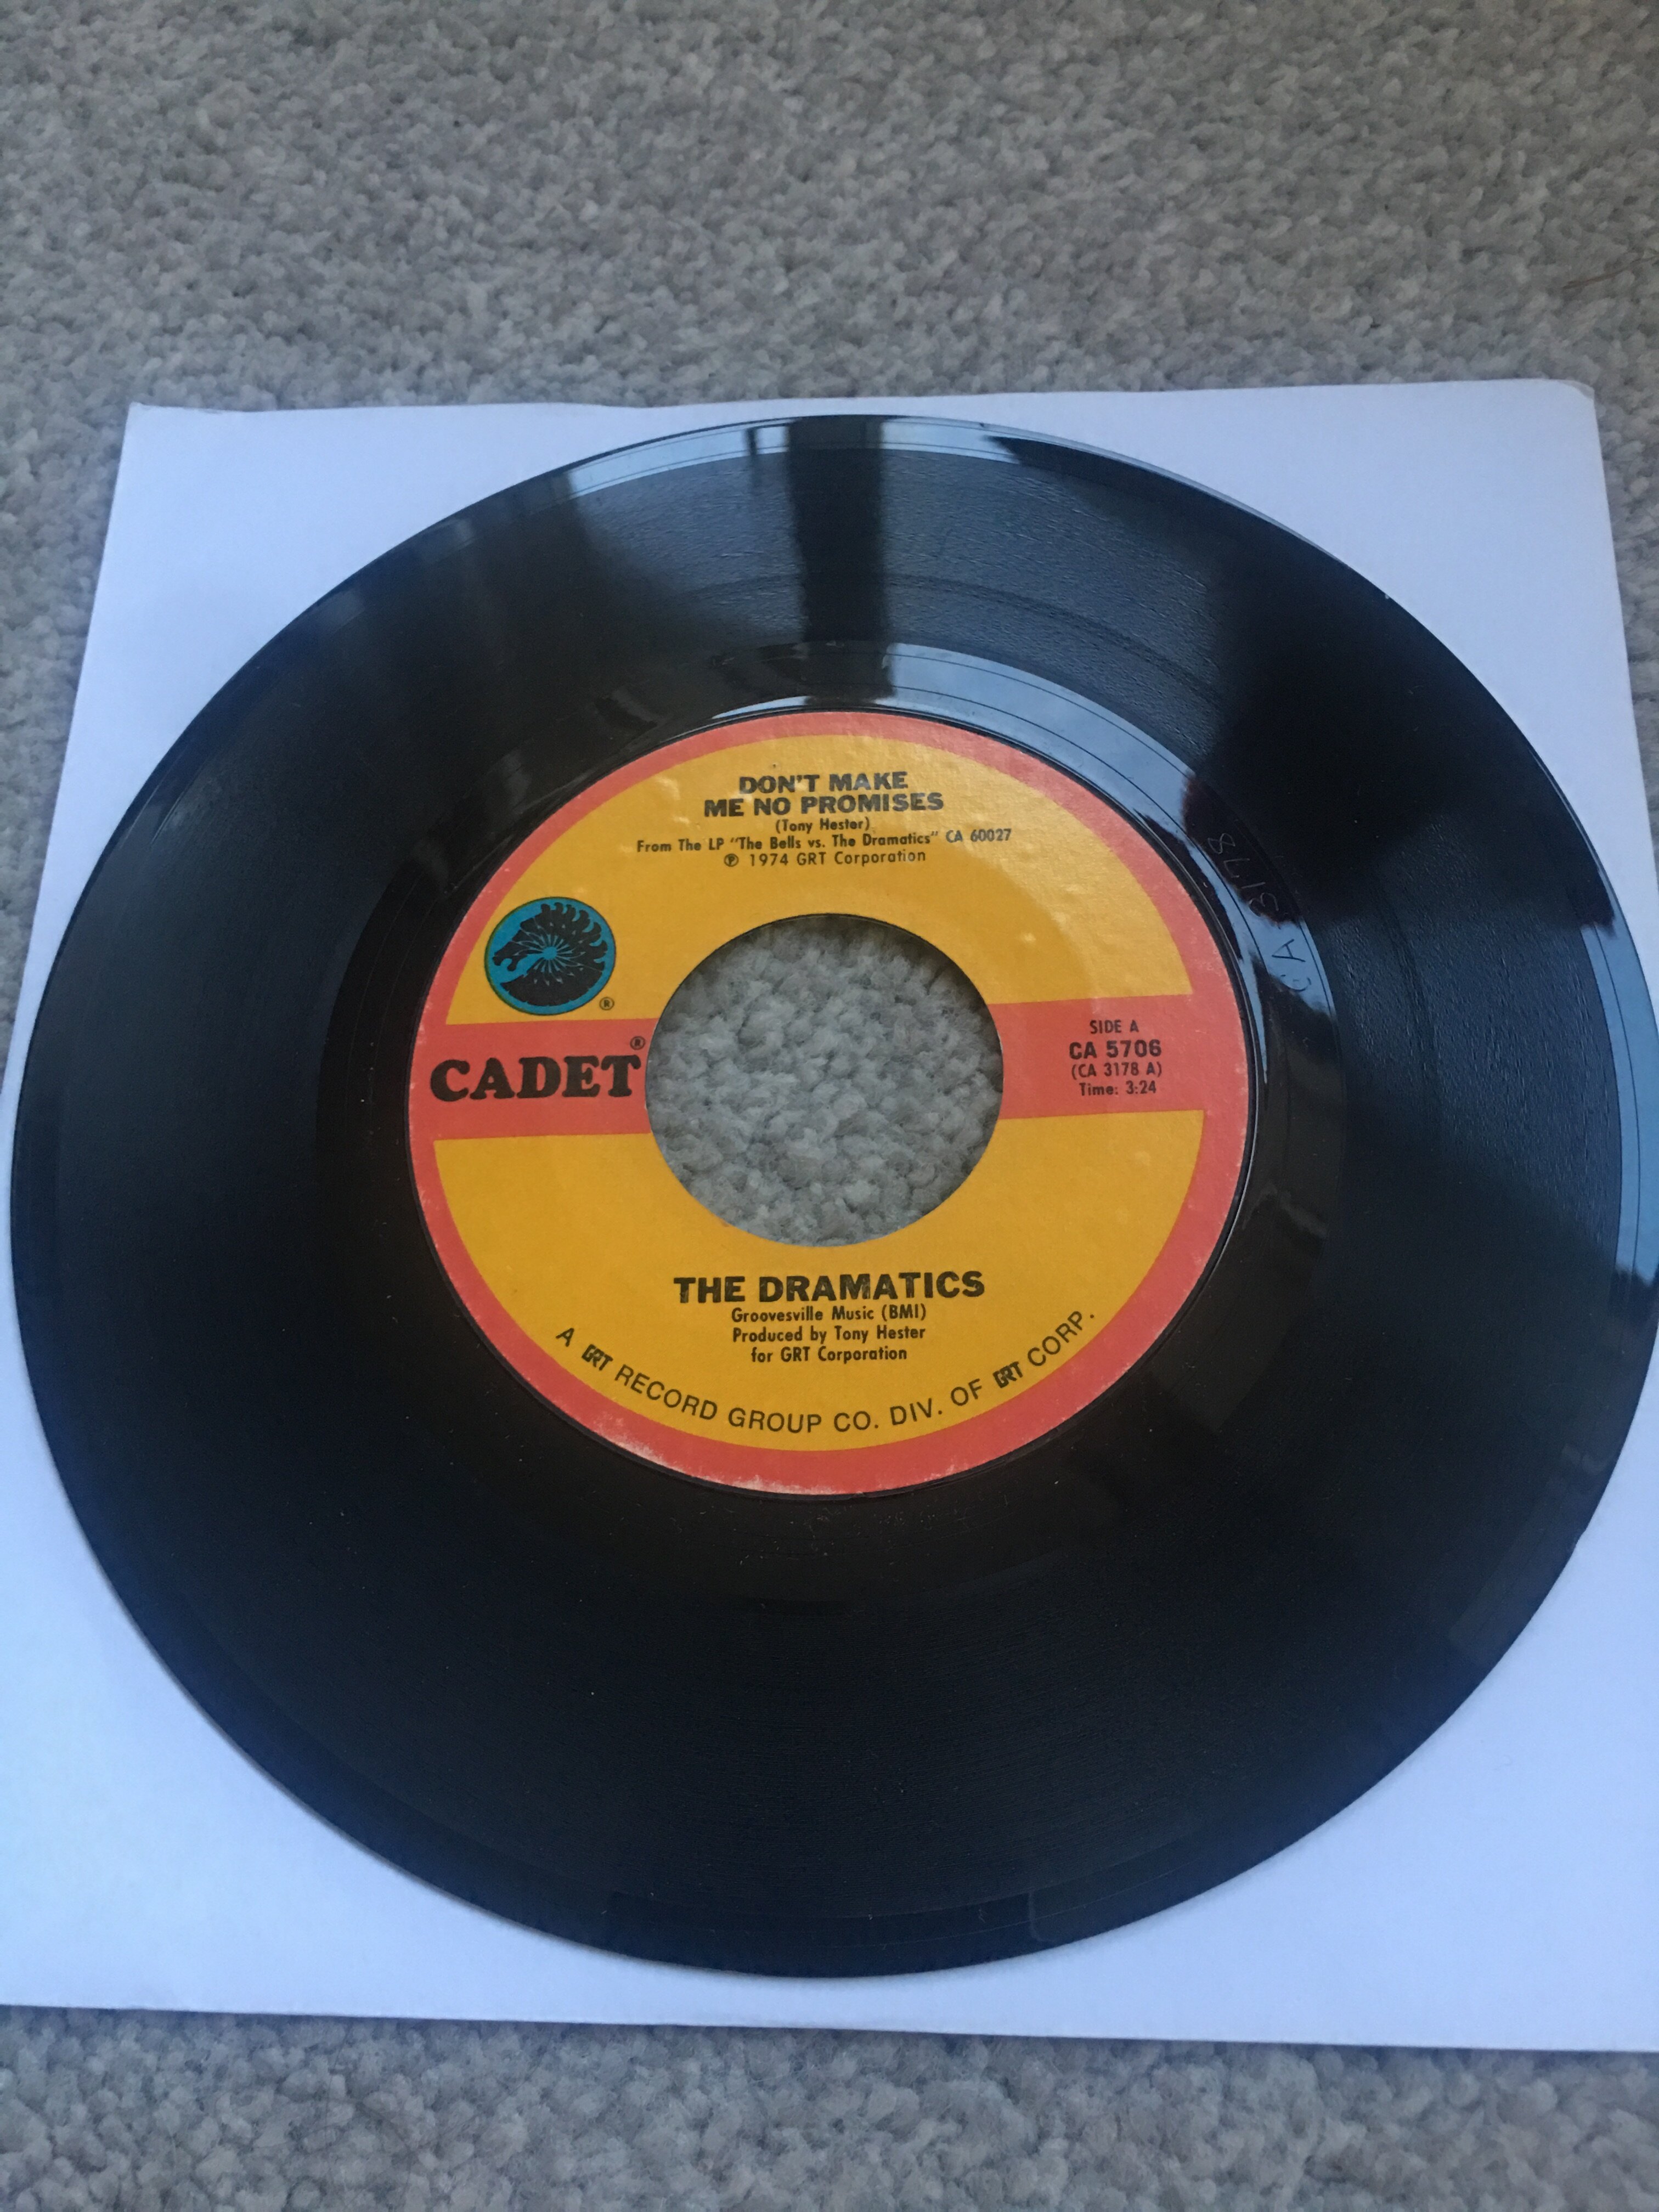 DON'T MAKE
ME NO PROMISES
(Tony Hester)
From The LP "The Bells vs. The Dramatics" CA 60027
℗ 1974 GRT Corporation
®
CADET®
SIDE A
CA 5706
(CA 3178 A)
Time: 3:24
THE DRAMATICS
Groovesville Music (BMI)
Produced by Tony Hester
for GRT Corporation
A GRT RECORD GROUP CO. DIV. OF GRT CORP.
CA 3178